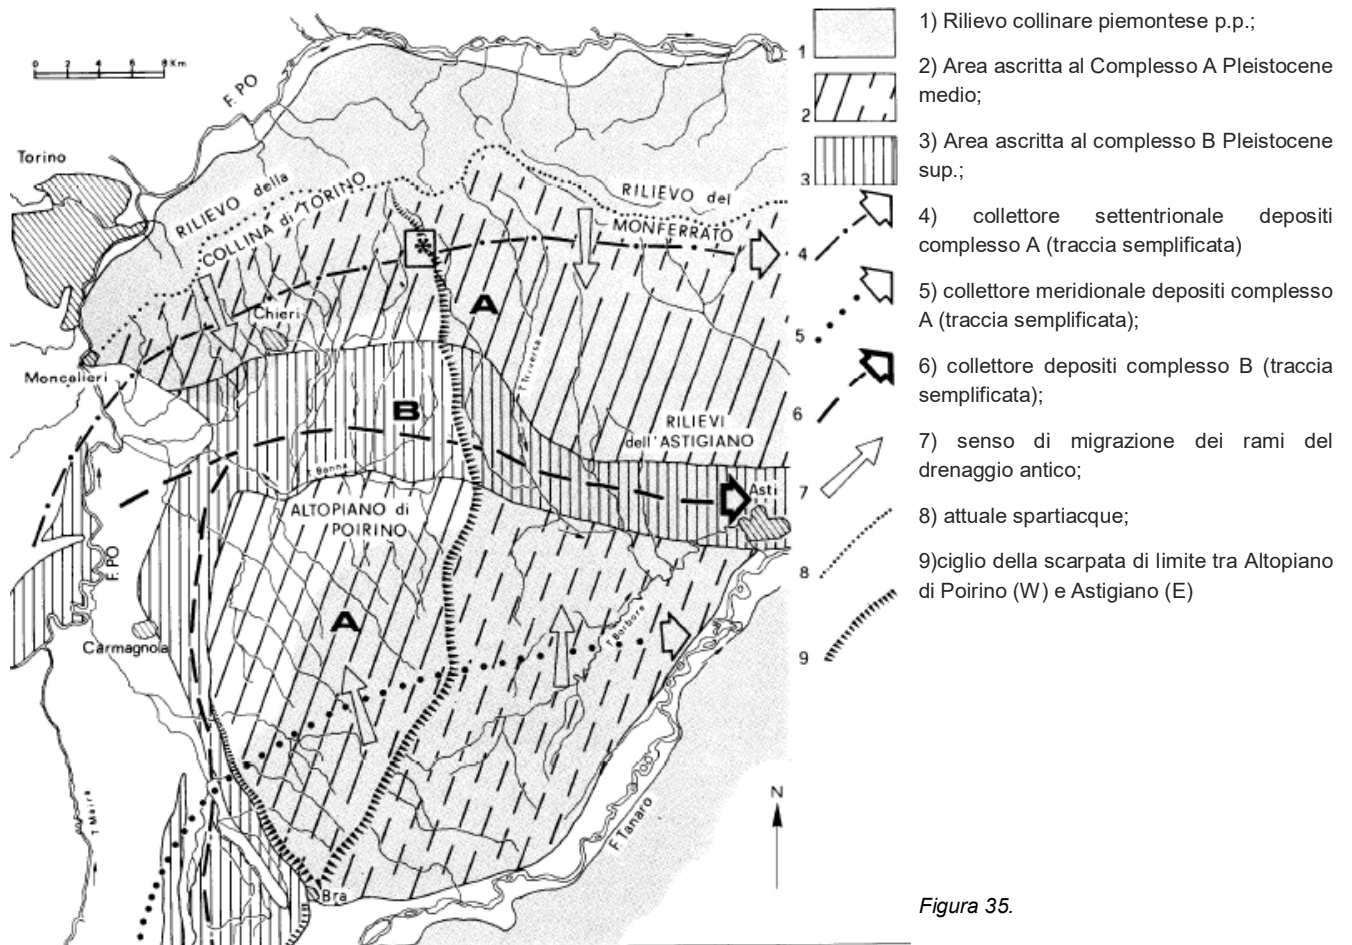 0 2 4 6 8 Km
F. PO
Torino
RILIEVO della
COLLINA di TORINO
RILIEVO del
MONFERRATO
Chieri
A
T. Traversa
Moncalieri
B
RILIEVI
dell'ASTIGIANO
T. Banna
Asti
ALTOPIANO di
POIRINO
F. PO
A
T. Borbore
Carmagnola
T. Maira
F. Tanaro
N
Bra
1
2
3
4
5
6
7
8
9
1) Rilievo collinare piemontese p.p.;
2) Area ascritta al Complesso A Pleistocene
medio;
3) Area ascritta al complesso B Pleistocene
sup.;
4) collettore settentrionale depositi
complesso A (traccia semplificata)
5) collettore meridionale depositi complesso
A (traccia semplificata);
6) collettore depositi complesso B (traccia
semplificata);
7) senso di migrazione dei rami del
drenaggio antico;
8) attuale spartiacque;
9)ciglio della scarpata di limite tra Altopiano
di Poirino (W) e Astigiano (E)
Figura 35.